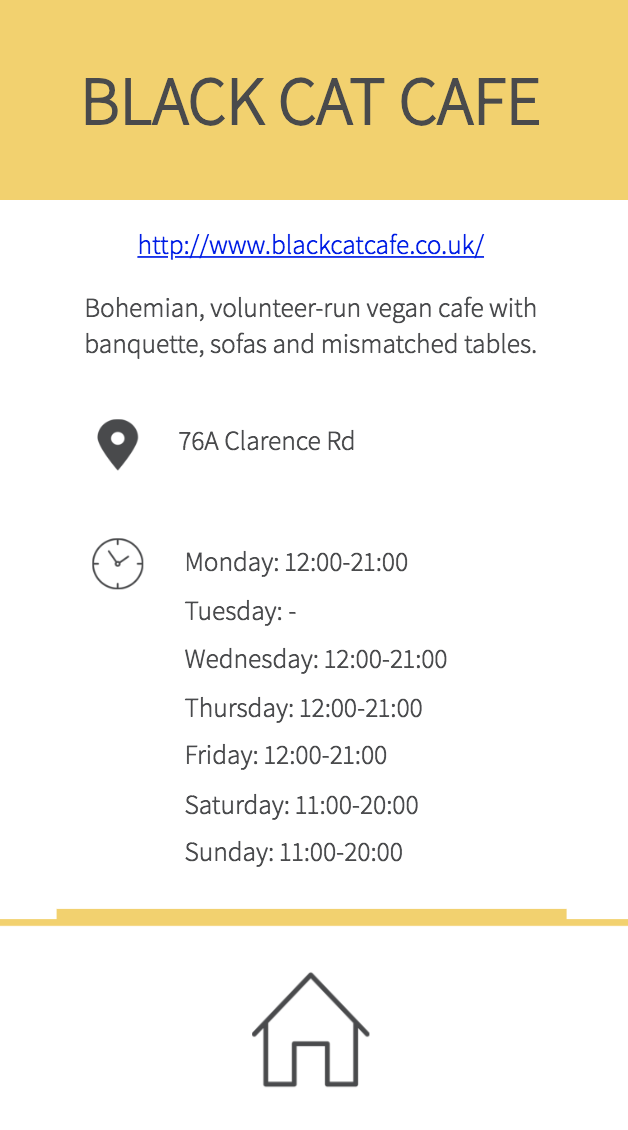 BLACK CAT CAFE
http://www.blackcatcafe.co.uk/
Bohemian, volunteer-run vegan cafe with
banquette, sofas and mismatched tables.
76A Clarence Rd
Monday: 12:00-21:00
Tuesday: -
Wednesday: 12:00-21:00
Thursday: 12:00-21:00
Friday: 12:00-21:00
Saturday: 11:00-20:00
Sunday: 11:00-20:00